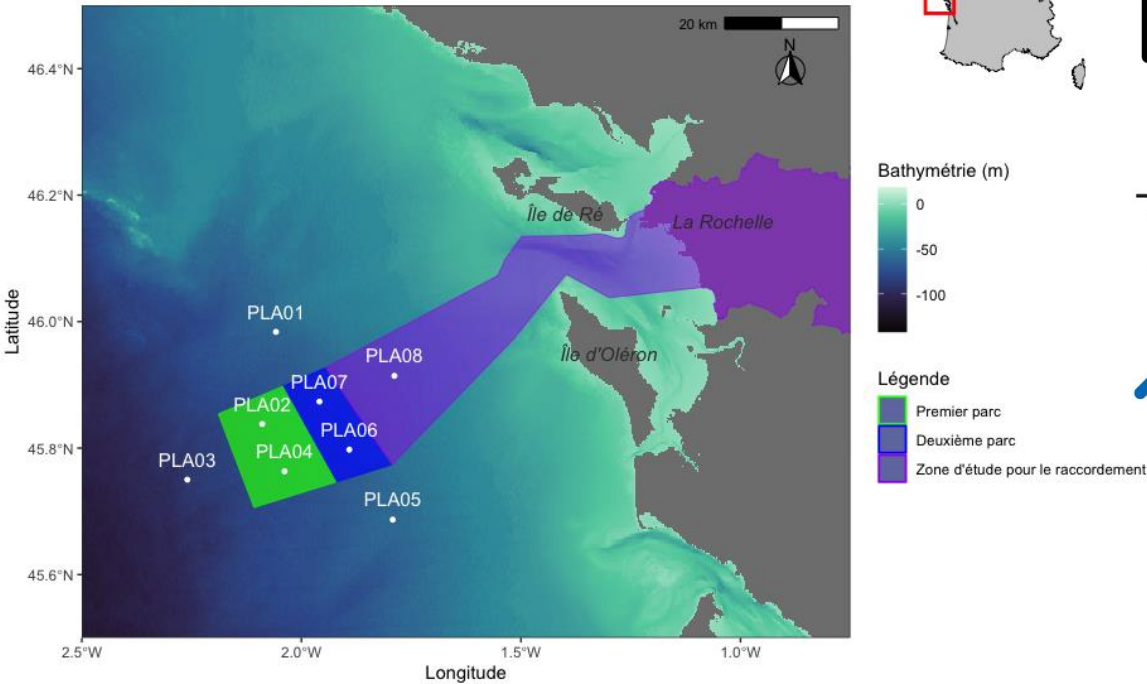 20 km
N
46.4°N
46.2°N
46.0°N
45.8°N
45.6°N
Latitude
2.5°W
2.0°W
1.5°W
1.0°W
Longitude
Île de Ré
La Rochelle
Île d'Oléron
PLA01
PLA08
PLA07
PLA02
PLA06
PLA04
PLA03
PLA05
Bathymétrie (m)
0
-50
-100
Légende
Premier parc
Deuxième parc
Zone d'étude pour le raccordement